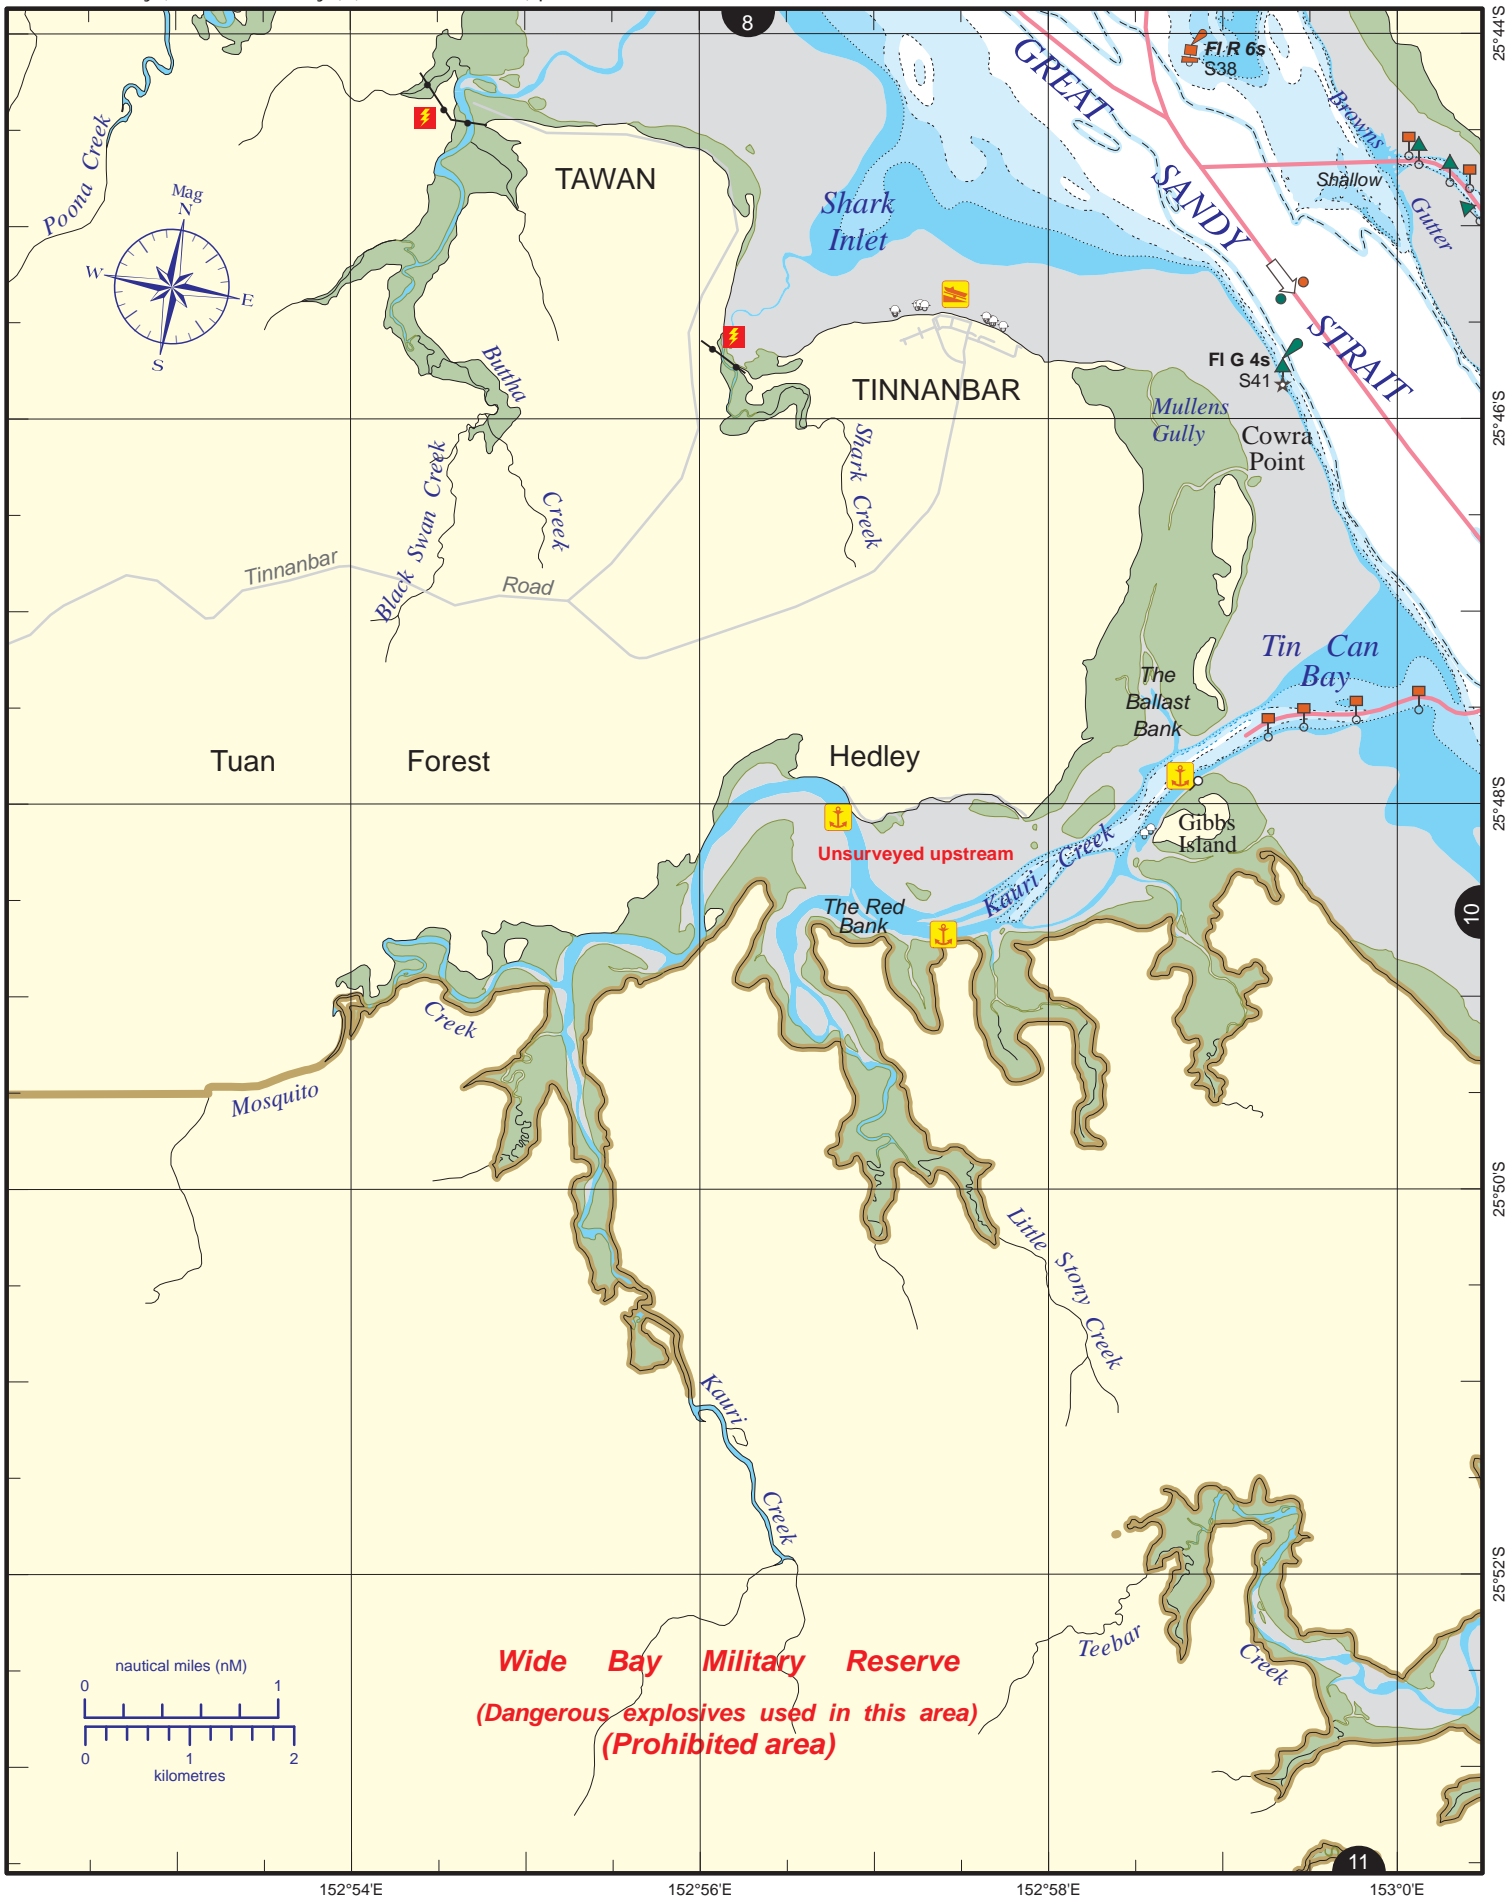 8
25°44'S
GREAT
SANDY
STRAIT
Fl R 6s
S38
Browns
Gutter
Shallow
Poona Creek
TAWAN
Mag
N
W
E
S
Shark
Inlet
Buttha
Creek
TINNANBAR
Fl G 4s
S41
Mullens
Gully
Cowra
Point
25°46'S
Black Swan Creek
Shark Creek
Tinnanbar
Road
Tin Can
Bay
The
Ballast
Bank
Tuan Forest
Hedley
25°48'S
Gibbs
Island
Unsurveyed upstream
Kauri Creek
The Red
Bank
10
Creek
Mosquito
25°50'S
Little Stony Creek
Kauri
Creek
25°52'S
Teebar
Creek
Wide Bay Military Reserve
(Dangerous explosives used in this area)
(Prohibited area)
nautical miles (nM)
0 1
0 1 2
kilometres
11
152°54'E
152°56'E
152°58'E
153°0'E